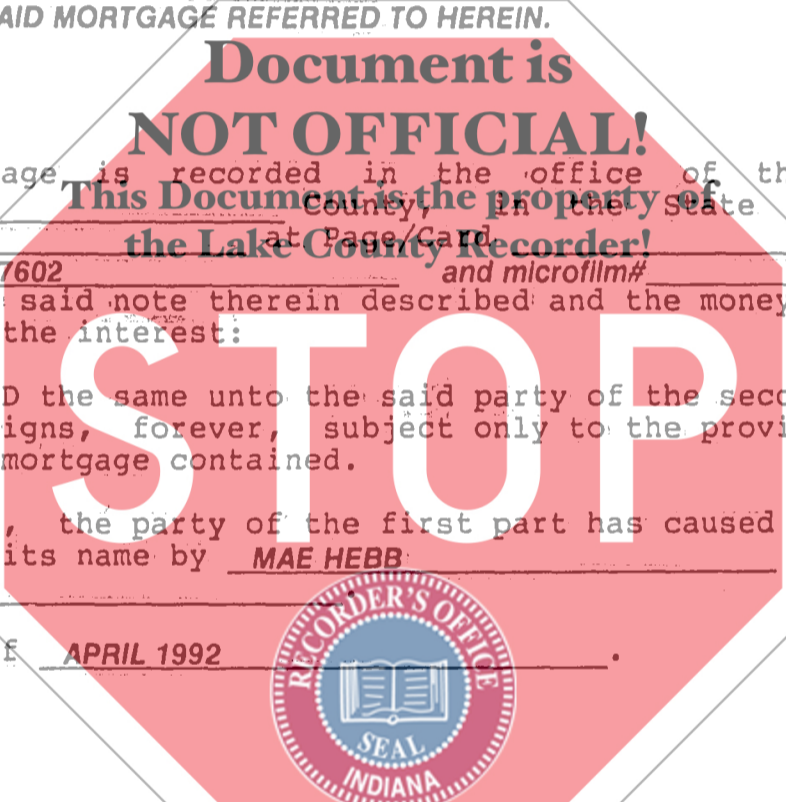 AID MORTGAGE REFERRED TO HEREIN.
Document is
NOT OFFICIAL!
age is recorded in the office of th
This Document is the property of
County, in the State
the Lake County Recorder!
at Page/Card
7602 and microfilm#
said note therein described and the money
the interest:
STOP
D the same unto the said party of the seco
igns, forever, subject only to the provi
mortgage contained.
, the party of the first part has caused
its name by MAE HEBB
f APRIL 1992 .
RECORDER'S OFFICE
SEAL
INDIANA